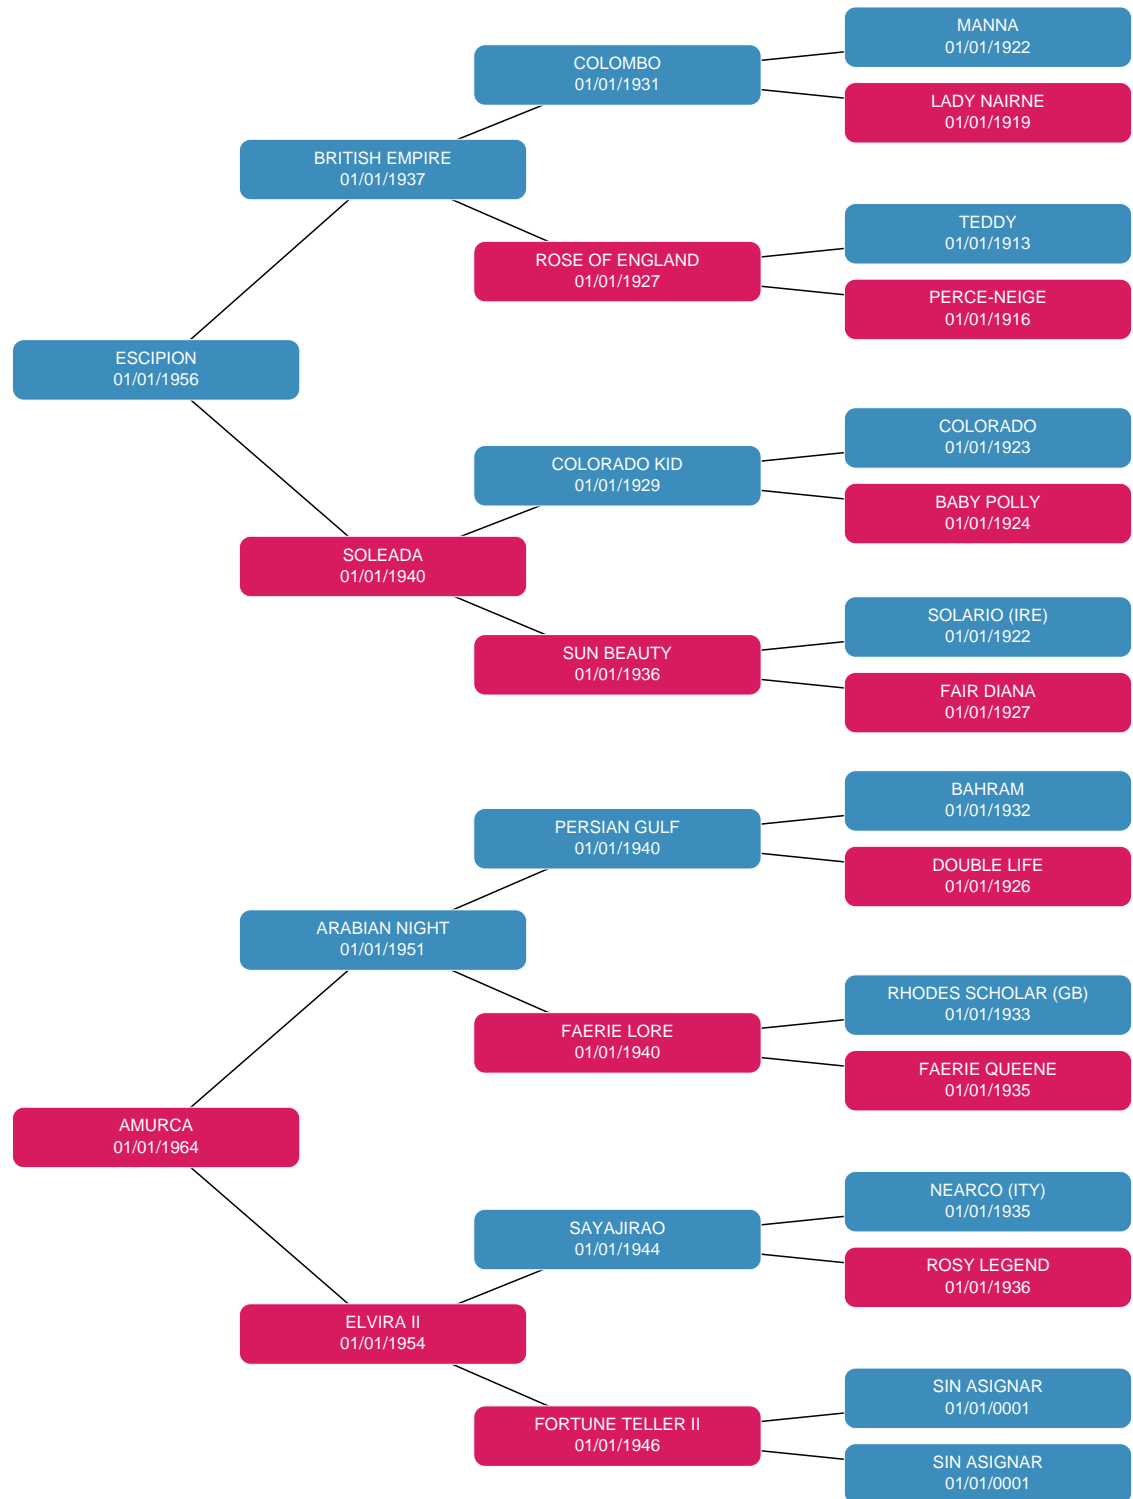 MANNA
01/01/1922
COLOMBO
01/01/1931
LADY NAIRNE
01/01/1919
BRITISH EMPIRE
01/01/1937
TEDDY
01/01/1913
ROSE OF ENGLAND
01/01/1927
PERCE-NEIGE
01/01/1916
ESCIPION
01/01/1956
COLORADO
01/01/1923
COLORADO KID
01/01/1929
BABY POLLY
01/01/1924
SOLEADA
01/01/1940
SOLARIO (IRE)
01/01/1922
SUN BEAUTY
01/01/1936
FAIR DIANA
01/01/1927
BAHRAM
01/01/1932
PERSIAN GULF
01/01/1940
DOUBLE LIFE
01/01/1926
ARABIAN NIGHT
01/01/1951
RHODES SCHOLAR (GB)
01/01/1933
FAERIE LORE
01/01/1940
FAERIE QUEENE
01/01/1935
AMURCA
01/01/1964
NEARCO (ITY)
01/01/1935
SAYAJIRAO
01/01/1944
ROSY LEGEND
01/01/1936
ELVIRA II
01/01/1954
SIN ASIGNAR
01/01/0001
FORTUNE TELLER II
01/01/1946
SIN ASIGNAR
01/01/0001